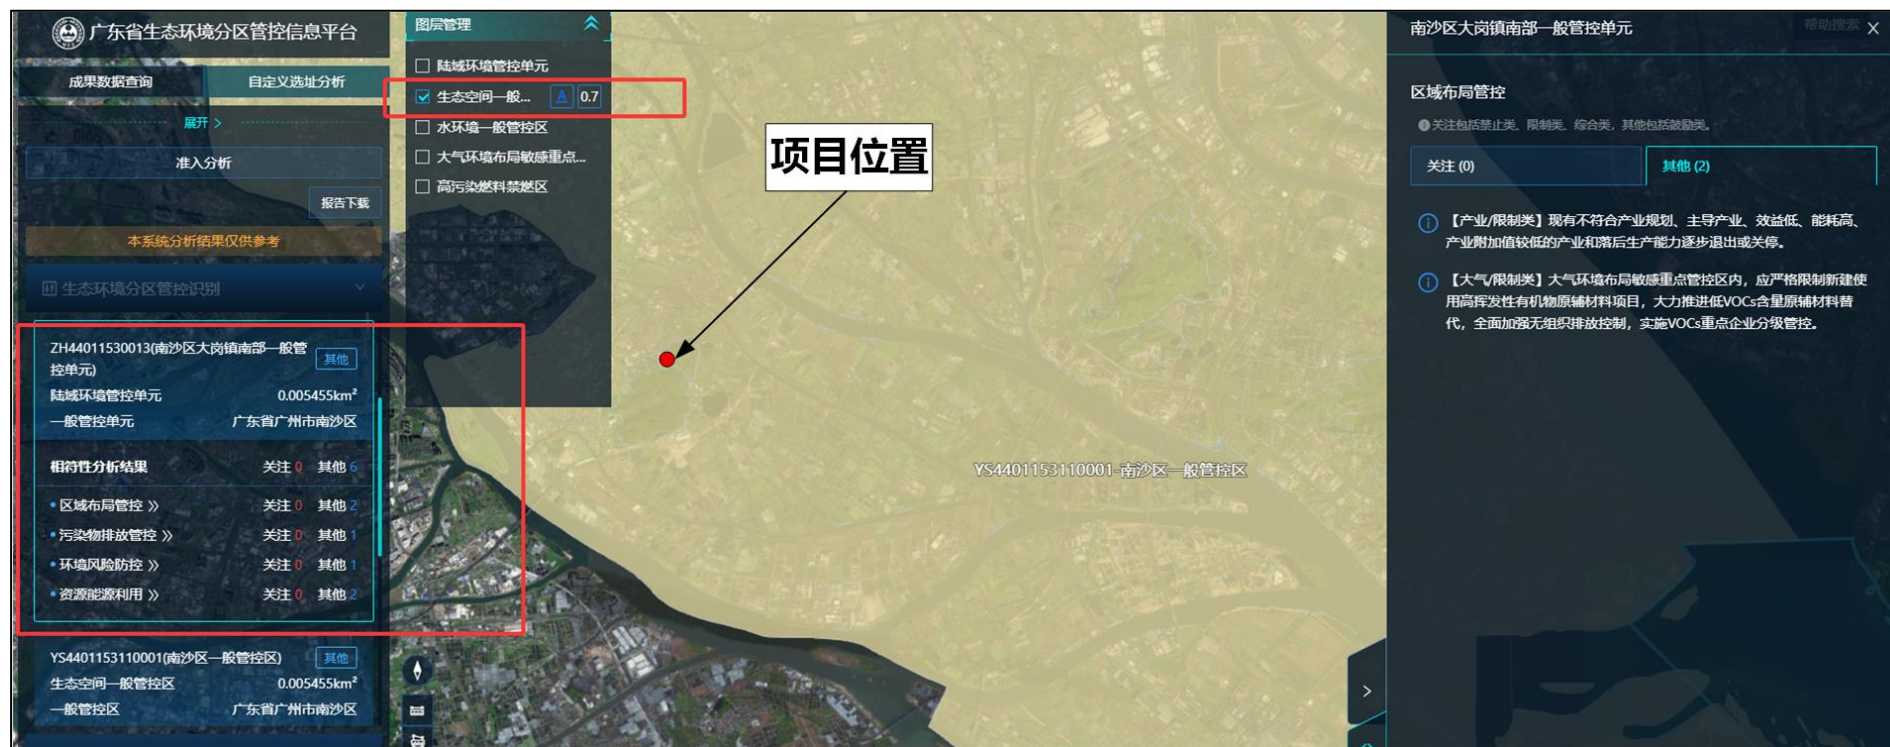 广东省生态环境分区管控信息平台
成果数据查询
自定义选址分析
展开 >
准入分析
报告下载
本系统分析结果仅供参考
生态环境分区管控识别
ZH44011530013(南沙区大岗镇南部一般管
控单元)
其他
陆域环境管控单元 0.005455km²
一般管控单元 广东省广州市南沙区
相符性分析结果 关注 0 其他 6
• 区域布局管控 >> 关注 0 其他 2
• 污染物排放管控 >> 关注 0 其他 1
• 环境风险防控 >> 关注 0 其他 1
• 资源能源利用 >> 关注 0 其他 2
YS4401153110001(南沙区一般管控区) 其他
生态空间一般管控区 0.005455km²
一般管控区 广东省广州市南沙区
图层管理
陆域环境管控单元
生态空间一般... A 0.7
水环境一般管控区
大气环境布局敏感重点...
高污染燃料禁燃区
项目位置
YS4401153110001-南沙区一般管控区
南沙区大岗镇南部一般管控单元
帮助搜索 X
区域布局管控
关注包括禁止类、限制类、综合类，其他包括鼓励类。
关注 (0)
其他 (2)
【产业/限制类】现有不符合产业规划、主导产业、效益低、能耗高、
产业附加值较低的产业和落后生产能力逐步退出或关停。
【大气/限制类】大气环境布局敏感重点管控区内，应严格限制新建使
用高挥发性有机物原辅材料项目，大力推进低VOCs含量原辅材料替
代，全面加强无组织排放控制，实施VOCs重点企业分级管控。